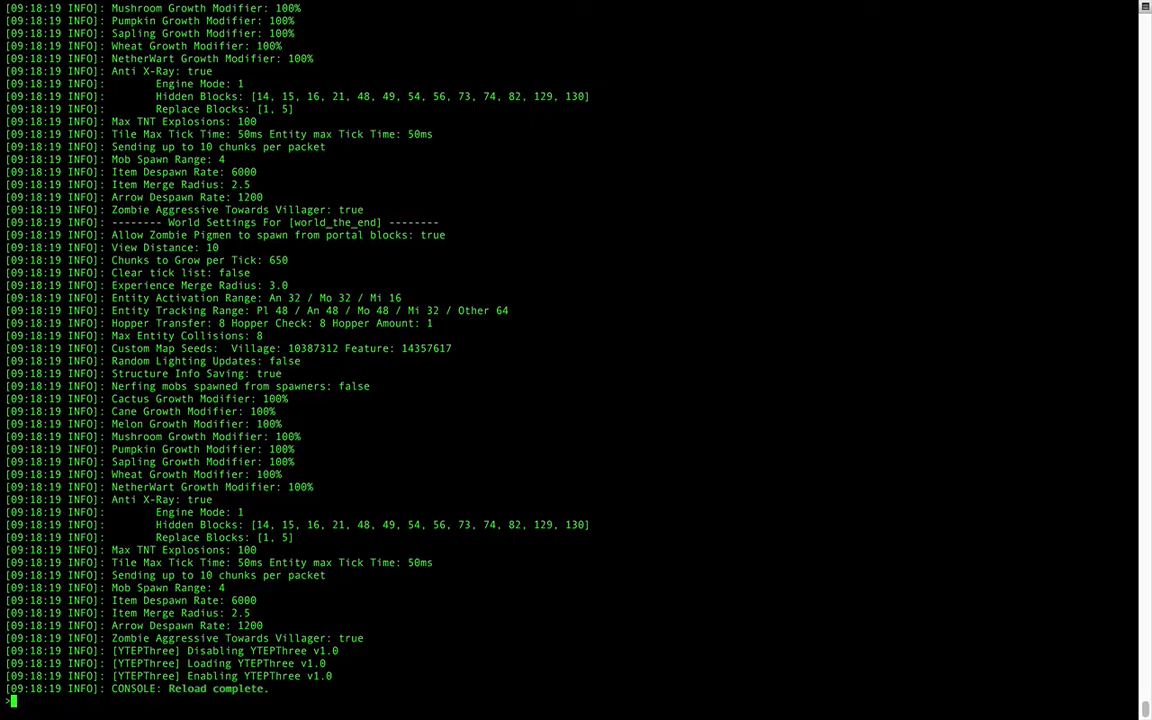 [09:18:19 INFO]: Mushroom Growth Modifier: 100%
[09:18:19 INFO]: Pumpkin Growth Modifier: 100%
[09:18:19 INFO]: Sapling Growth Modifier: 100%
[09:18:19 INFO]: Wheat Growth Modifier: 100%
[09:18:19 INFO]: NetherWart Growth Modifier: 100%
[09:18:19 INFO]: Anti X-Ray: true
[09:18:19 INFO]:        Engine Mode: 1
[09:18:19 INFO]:        Hidden Blocks: [14, 15, 16, 21, 48, 49, 54, 56, 73, 74, 82, 129, 130]
[09:18:19 INFO]:        Replace Blocks: [1, 5]
[09:18:19 INFO]: Max TNT Explosions: 100
[09:18:19 INFO]: Tile Max Tick Time: 50ms Entity max Tick Time: 50ms
[09:18:19 INFO]: Sending up to 10 chunks per packet
[09:18:19 INFO]: Mob Spawn Range: 4
[09:18:19 INFO]: Item Despawn Rate: 6000
[09:18:19 INFO]: Item Merge Radius: 2.5
[09:18:19 INFO]: Arrow Despawn Rate: 1200
[09:18:19 INFO]: Zombie Aggressive Towards Villager: true
[09:18:19 INFO]: -------- World Settings For [world_the_end] --------
[09:18:19 INFO]: Allow Zombie Pigmen to spawn from portal blocks: true
[09:18:19 INFO]: View Distance: 10
[09:18:19 INFO]: Chunks to Grow per Tick: 650
[09:18:19 INFO]: Clear tick list: false
[09:18:19 INFO]: Experience Merge Radius: 3.0
[09:18:19 INFO]: Entity Activation Range: An 32 / Mo 32 / Mi 16
[09:18:19 INFO]: Entity Tracking Range: Pl 48 / An 48 / Mo 48 / Mi 32 / Other 64
[09:18:19 INFO]: Hopper Transfer: 8 Hopper Check: 8 Hopper Amount: 1
[09:18:19 INFO]: Max Entity Collisions: 8
[09:18:19 INFO]: Custom Map Seeds:  Village: 10387312 Feature: 14357617
[09:18:19 INFO]: Random Lighting Updates: false
[09:18:19 INFO]: Structure Info Saving: true
[09:18:19 INFO]: Nerfing mobs spawned from spawners: false
[09:18:19 INFO]: Cactus Growth Modifier: 100%
[09:18:19 INFO]: Cane Growth Modifier: 100%
[09:18:19 INFO]: Melon Growth Modifier: 100%
[09:18:19 INFO]: Mushroom Growth Modifier: 100%
[09:18:19 INFO]: Pumpkin Growth Modifier: 100%
[09:18:19 INFO]: Sapling Growth Modifier: 100%
[09:18:19 INFO]: Wheat Growth Modifier: 100%
[09:18:19 INFO]: NetherWart Growth Modifier: 100%
[09:18:19 INFO]: Anti X-Ray: true
[09:18:19 INFO]:        Engine Mode: 1
[09:18:19 INFO]:        Hidden Blocks: [14, 15, 16, 21, 48, 49, 54, 56, 73, 74, 82, 129, 130]
[09:18:19 INFO]:        Replace Blocks: [1, 5]
[09:18:19 INFO]: Max TNT Explosions: 100
[09:18:19 INFO]: Tile Max Tick Time: 50ms Entity max Tick Time: 50ms
[09:18:19 INFO]: Sending up to 10 chunks per packet
[09:18:19 INFO]: Mob Spawn Range: 4
[09:18:19 INFO]: Item Despawn Rate: 6000
[09:18:19 INFO]: Item Merge Radius: 2.5
[09:18:19 INFO]: Arrow Despawn Rate: 1200
[09:18:19 INFO]: Zombie Aggressive Towards Villager: true
[09:18:19 INFO]: [YTEPThree] Disabling YTEPThree v1.0
[09:18:19 INFO]: [YTEPThree] Loading YTEPThree v1.0
[09:18:19 INFO]: [YTEPThree] Enabling YTEPThree v1.0
[09:18:19 INFO]: CONSOLE: Reload complete.
>